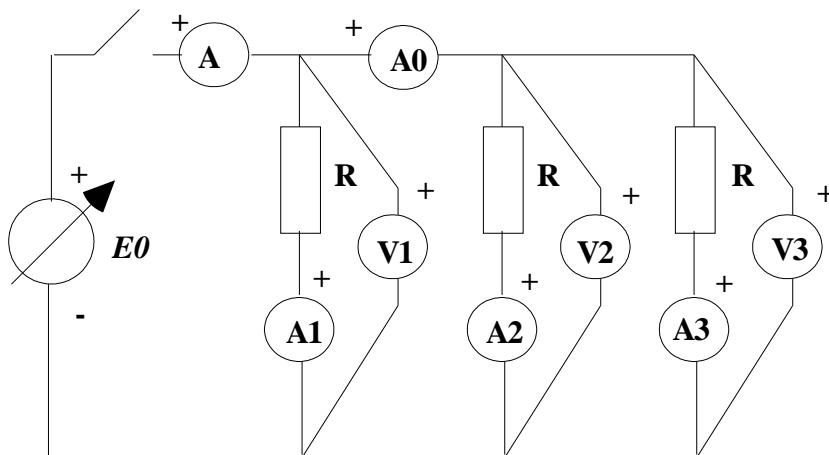 + A + A0
R R R
+ E0 + + +
V1 V2 V3
+ + +
- A1 A2 A3